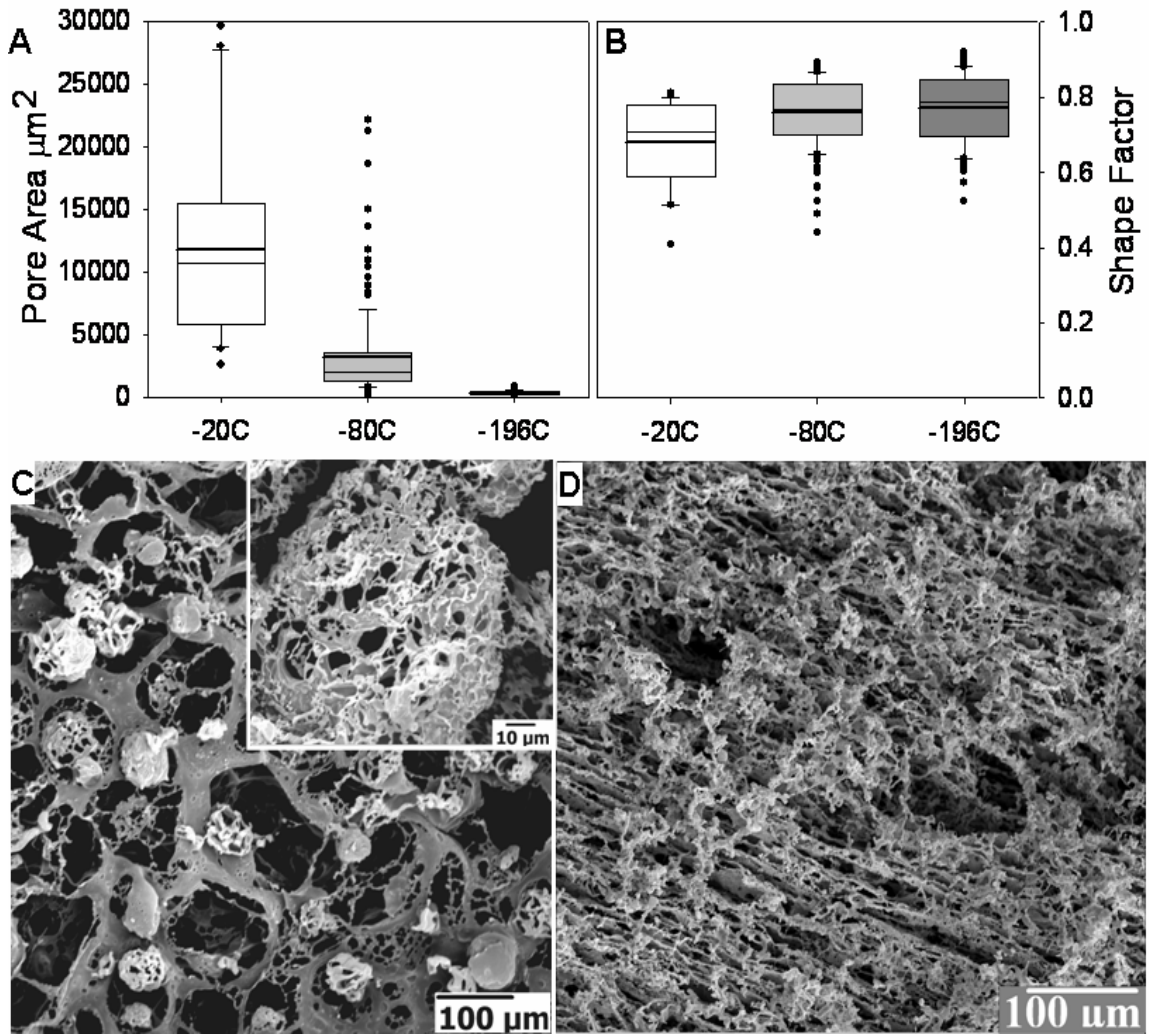 A
Pore Area μm²
30000
25000
20000
15000
10000
5000
0
-20C -80C -196C
B
Shape Factor
1.0
0.8
0.6
0.4
0.2
0.0
-20C -80C -196C
C
10 μm
100 μm
D
100 μm